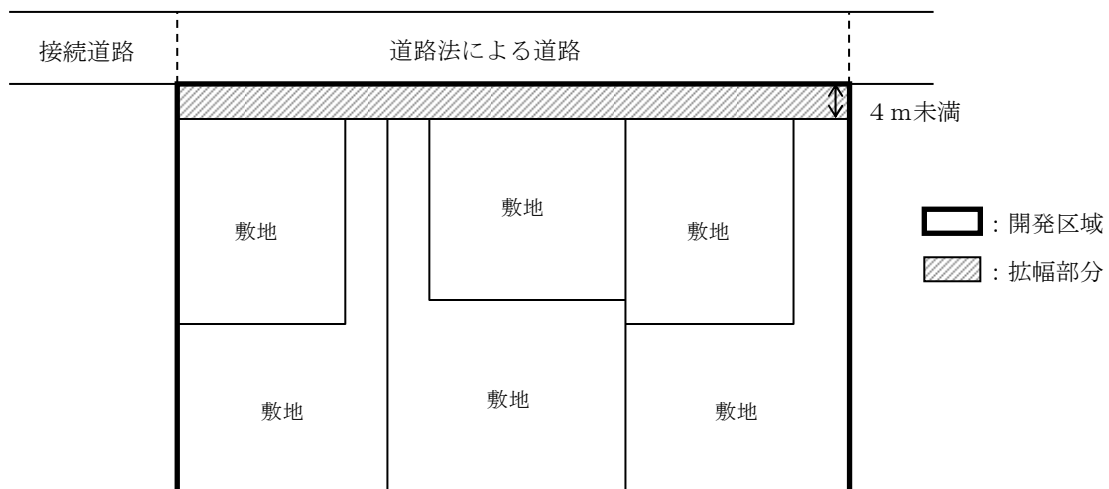 接続道路
道路法による道路
4m未満
敷地
敷地
敷地
:開発区域
:拡幅部分
敷地
敷地
敷地